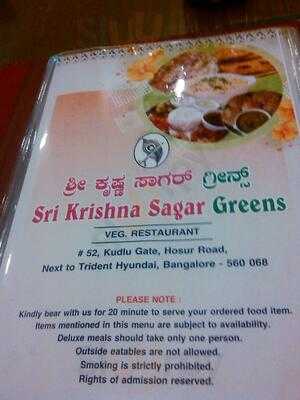 ಶ್ರೀ ಕೃಷ್ಣ ಸಾಗರ್ ಗ್ರೀನ್ಸ್
Sri Krishna Sagar Greens
VEG. RESTAURANT
# 52, Kudlu Gate, Hosur Road,
Next to Trident Hyundai, Bangalore - 560 068
PLEASE NOTE :
Kindly bear with us for 20 minute to serve your ordered food item.
Items mentioned in this menu are subject to availability.
Deluxe meals should take only one person.
Outside eatables are not allowed.
Smoking is strictly prohibited.
Rights of admission reserved.